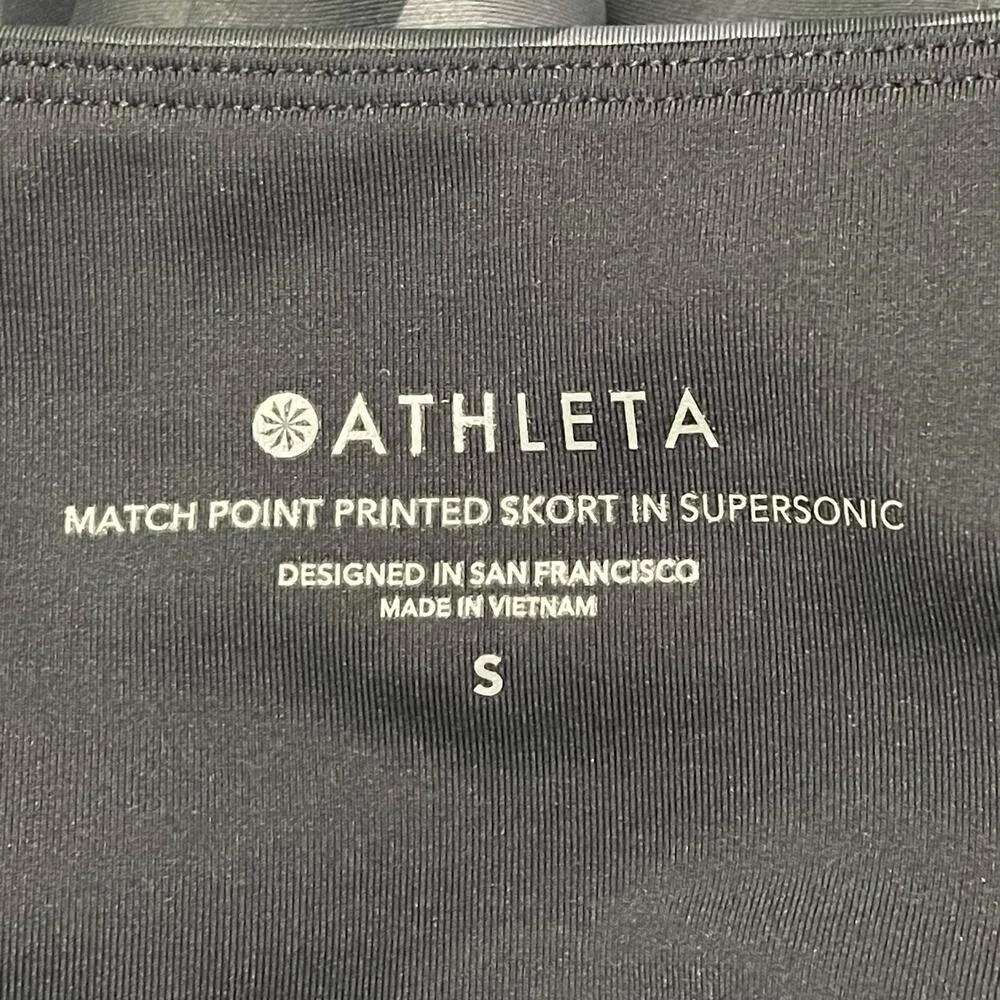 ATHLETA
MATCH POINT PRINTED SKORT IN SUPERSONIC
DESIGNED IN SAN FRANCISCO
MADE IN VIETNAM
S